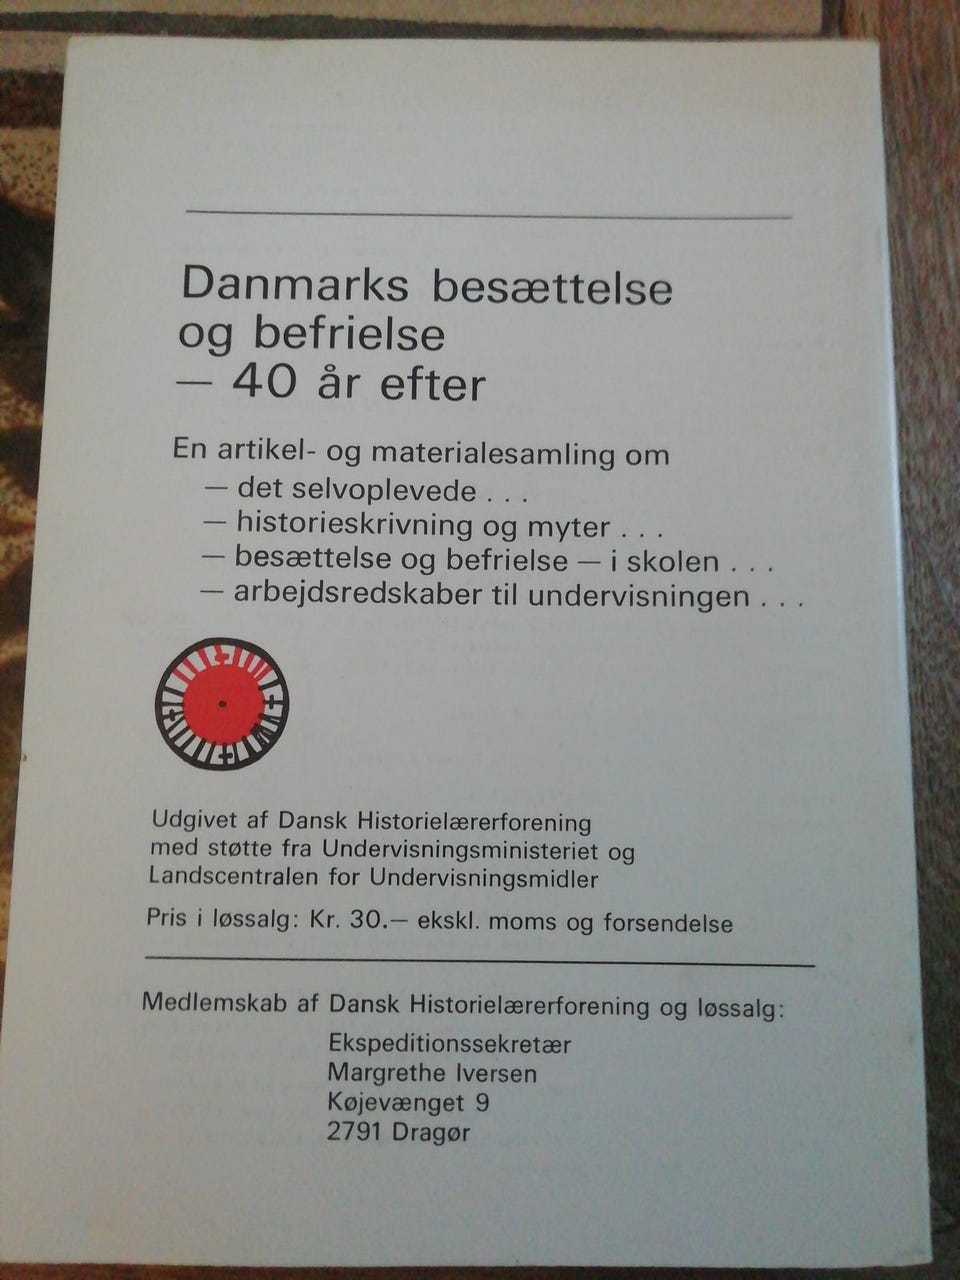 Danmarks besættelse
og befrielse
— 40 år efter
En artikel- og materialesamling om
— det selvoplevede . . .
— historieskrivning og myter . . .
— besættelse og befrielse — i skolen . . .
— arbejdsredskaber til undervisningen . . .
Udgivet af Dansk Historielærerforening
med støtte fra Undervisningsministeriet og
Landscentralen for Undervisningsmidler
Pris i løssalg: Kr. 30.— ekskl. moms og forsendelse
Medlemskab af Dansk Historielærerforening og løssalg:
Ekspeditionssekretær
Margrethe Iversen
Køjevænget 9
2791 Dragør